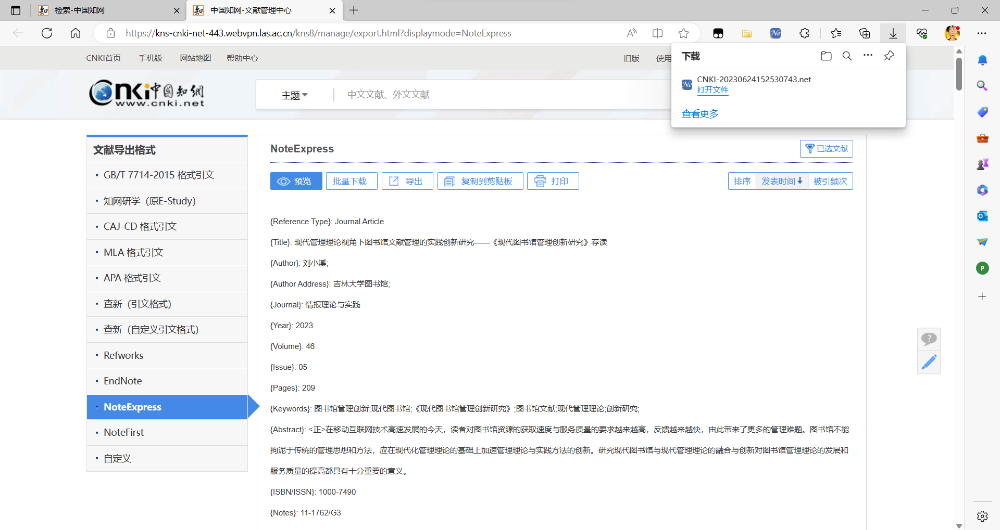 检索-中国知网
中国知网-文献管理中心
https://kns-cnki-net-443.webvpn.las.ac.cn/kns8/manage/export.html?displaymode=NoteExpress
CNKI首页 手机版 网站地图 帮助中心 旧版 使用
下载
CNKI-20230624152530743.net
打开文件
查看更多
Cnki中国知網
www.cnki.net
主题 中文文献、外文文献
文献导出格式
GB/T 7714-2015 格式引文
知网研学（原E-Study）
CAJ-CD 格式引文
MLA 格式引文
APA 格式引文
查新（引文格式）
查新（自定义引文格式）
Refworks
EndNote
NoteExpress
NoteFirst
自定义
NoteExpress
已选文献
预览 批量下载 导出 复制到剪贴板 打印 排序 发表时间 被引频次
{Reference Type}: Journal Article
{Title}: 现代管理理论视角下图书馆文献管理的实践创新研究——《现代图书馆管理创新研究》荐读
{Author}: 刘小溪;
{Author Address}: 吉林大学图书馆;
{Journal}: 情报理论与实践
{Year}: 2023
{Volume}: 46
{Issue}: 05
{Pages}: 209
{Keywords}: 图书馆管理创新;现代图书馆;《现代图书馆管理创新研究》;图书馆文献;现代管理理论;创新研究;
{Abstract}: <正>在移动互联网技术高速发展的今天，读者对图书馆资源的获取速度与服务质量的要求越来越高，反馈越来越快，由此带来了更多的管理难题。图书馆不能
拘泥于传统的管理思想和方法，应在现代化管理理论的基础上加速管理理论与实践方法的创新。研究现代图书馆与现代管理理论的融合与创新对图书馆管理理论的发展和
服务质量的提高都具有十分重要的意义。
{ISBN/ISSN}: 1000-7490
{Notes}: 11-1762/G3
P